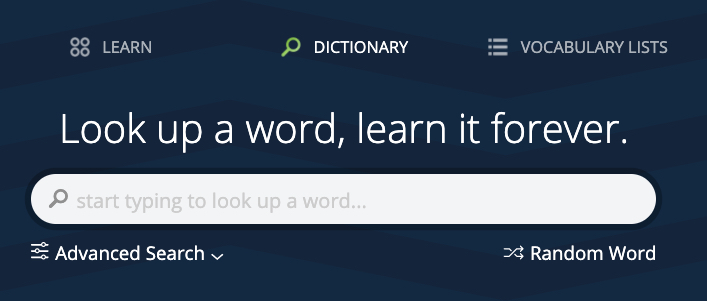 LEARN DICTIONARY VOCABULARY LISTS
Look up a word, learn it forever.
start typing to look up a word...
Advanced Search Random Word